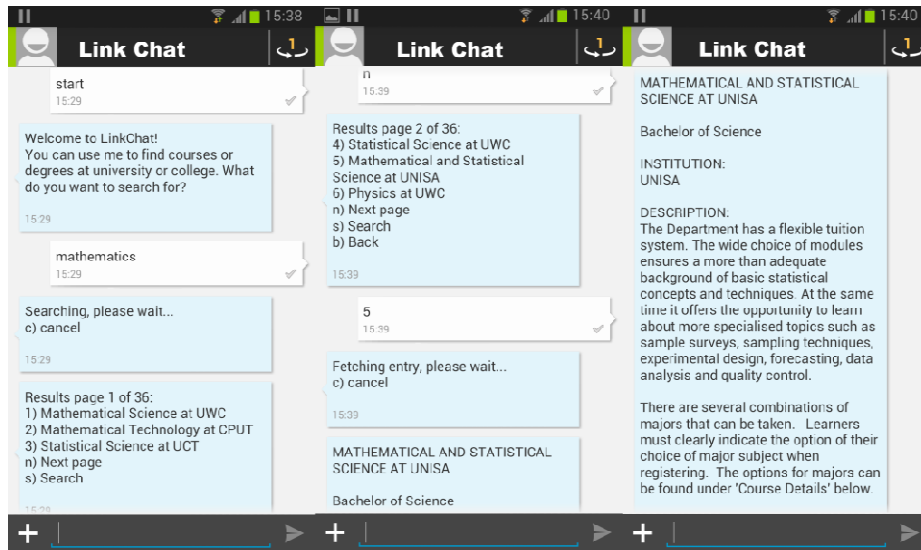 15:38
Link Chat
1
start
15:29
Welcome to LinkChat!
You can use me to find courses or
degrees at university or college. What
do you want to search for?
15:29
mathematics
15:29
Searching, please wait...
c) cancel
15:29
Results page 1 of 36:
1) Mathematical Science at UWC
2) Mathematical Technology at CPUT
3) Statistical Science at UCT
n) Next page
s) Search
15:29
15:40
Link Chat
1
n
15:39
Results page 2 of 36:
4) Statistical Science at UWC
5) Mathematical and Statistical
Science at UNISA
6) Physics at UWC
n) Next page
s) Search
b) Back
15:39
5
15:39
Fetching entry, please wait...
c) cancel
15:39
MATHEMATICAL AND STATISTICAL
SCIENCE AT UNISA
Bachelor of Science
15:40
Link Chat
1
MATHEMATICAL AND STATISTICAL
SCIENCE AT UNISA
Bachelor of Science
INSTITUTION:
UNISA
DESCRIPTION:
The Department has a flexible tuition
system. The wide choice of modules
ensures a more than adequate
background of basic statistical
concepts and techniques. At the same
time it offers the opportunity to learn
about more specialised topics such as
sample surveys, sampling techniques,
experimental design, forecasting, data
analysis and quality control.
There are several combinations of
majors that can be taken. Learners
must clearly indicate the option of their
choice of major subject when
registering. The options for majors can
be found under 'Course Details' below.